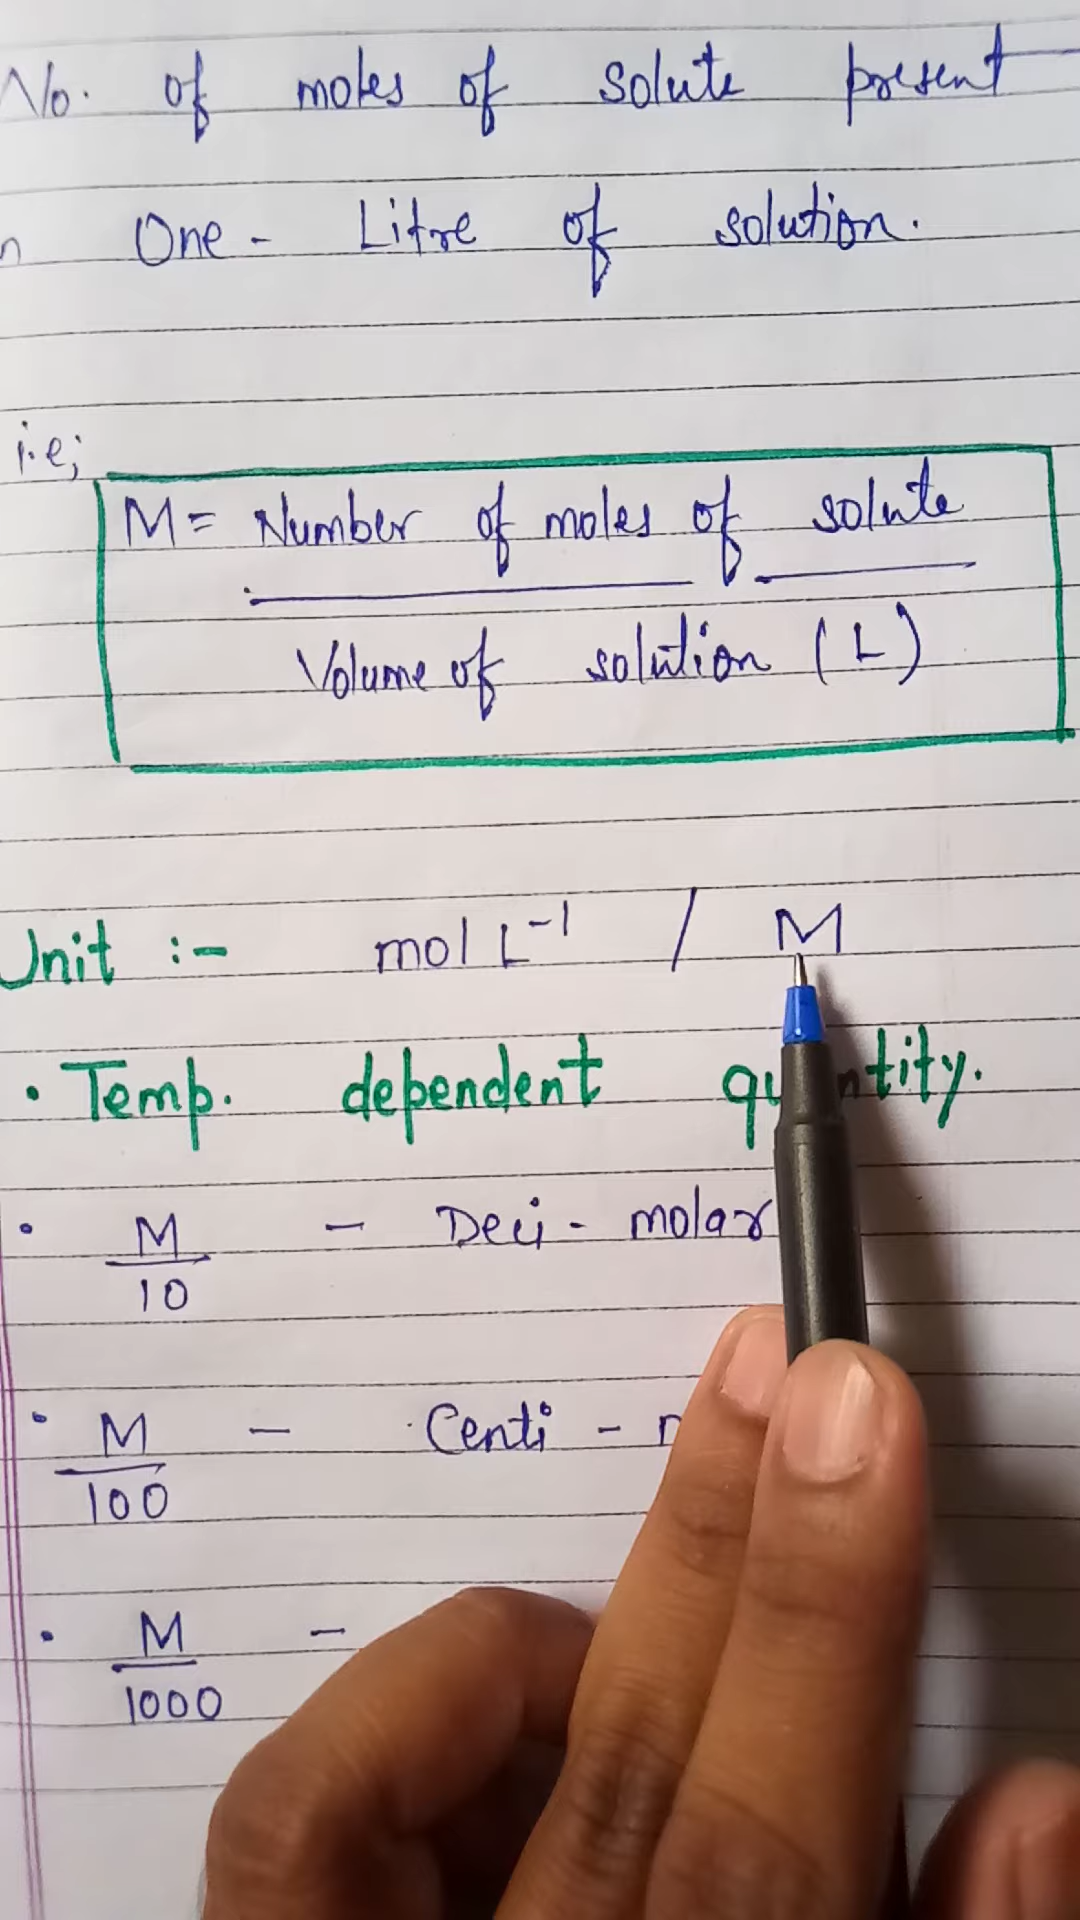 No. of moles of solute present
One - Litre of solution.
i.e;
M = Number of moles of solute
Volume of solution (L)
Unit :- mol L⁻¹ / M
• Temp. dependent
• M/10 - Deci - molar
• M/100 - Centi -
• M/1000 -